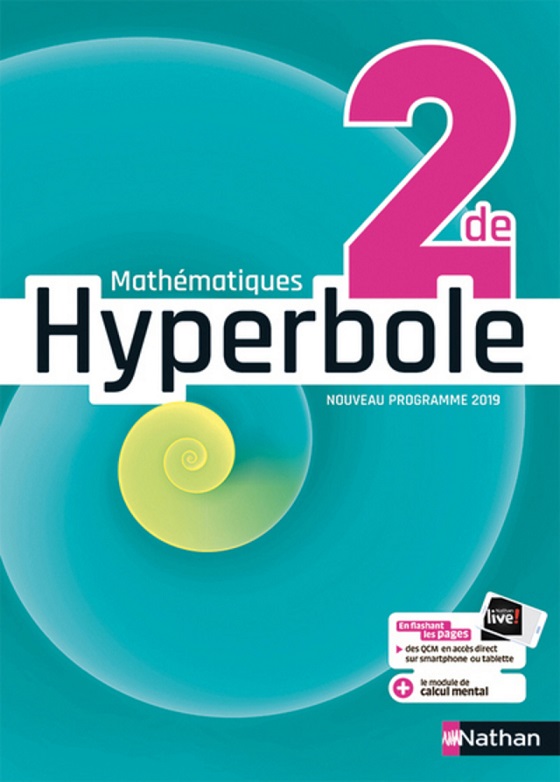 2de
Mathématiques
Hyperbole
NOUVEAU PROGRAMME 2019
Nathan
live!
En flashant
les pages
des QCM en accès direct
sur smartphone ou tablette
+ le module de
calcul mental
Nathan